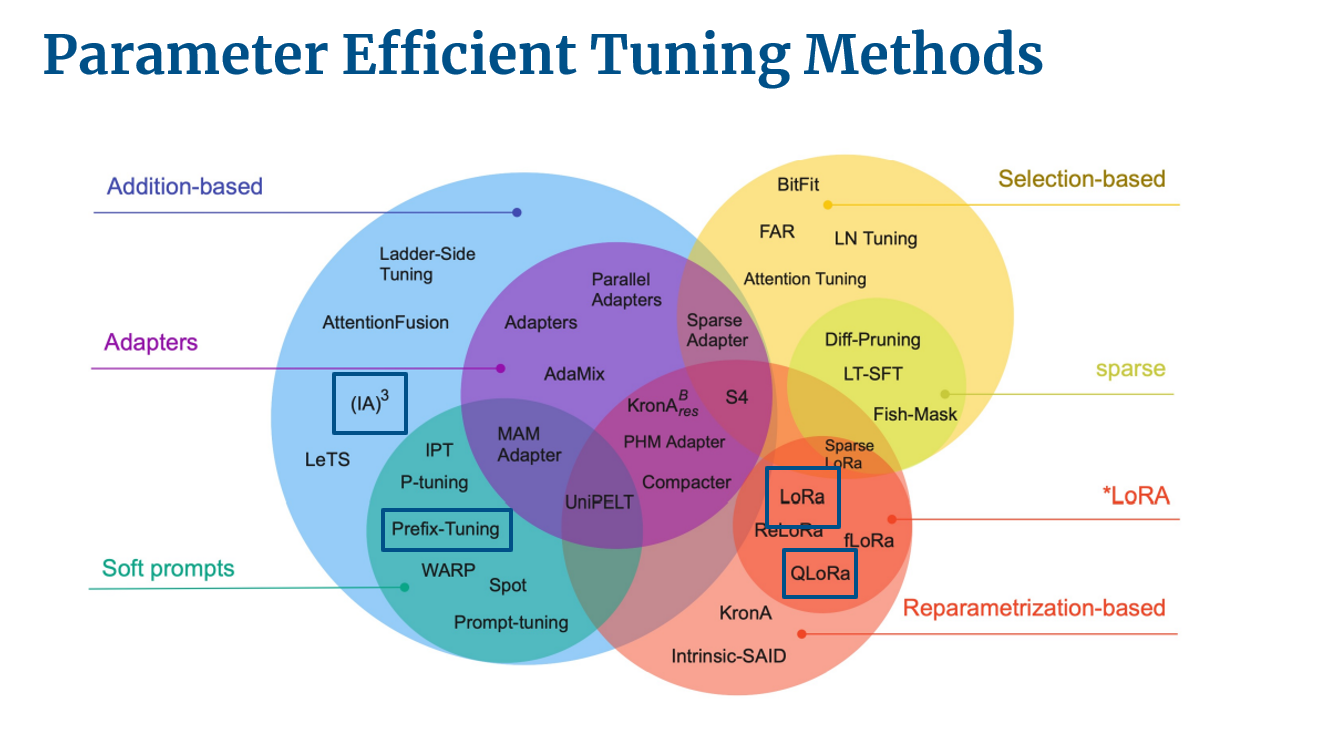 Parameter Efficient Tuning Methods
Addition-based
Selection-based
Adapters
sparse
*LoRA
Soft prompts
Reparametrization-based
Ladder-Side
Tuning
AttentionFusion
(IA)³
LeTS
Parallel
Adapters
Adapters
AdaMix
Sparse
Adapter
MAM
Adapter
KronA^B_res
S4
PHM Adapter
Compacter
UniPELT
IPT
P-tuning
Prefix-Tuning
WARP
Spot
Prompt-tuning
BitFit
FAR
LN Tuning
Attention Tuning
Diff-Pruning
LT-SFT
Fish-Mask
Sparse
LoRa
LoRa
ReLoRa
fLoRa
QLoRa
KronA
Intrinsic-SAID